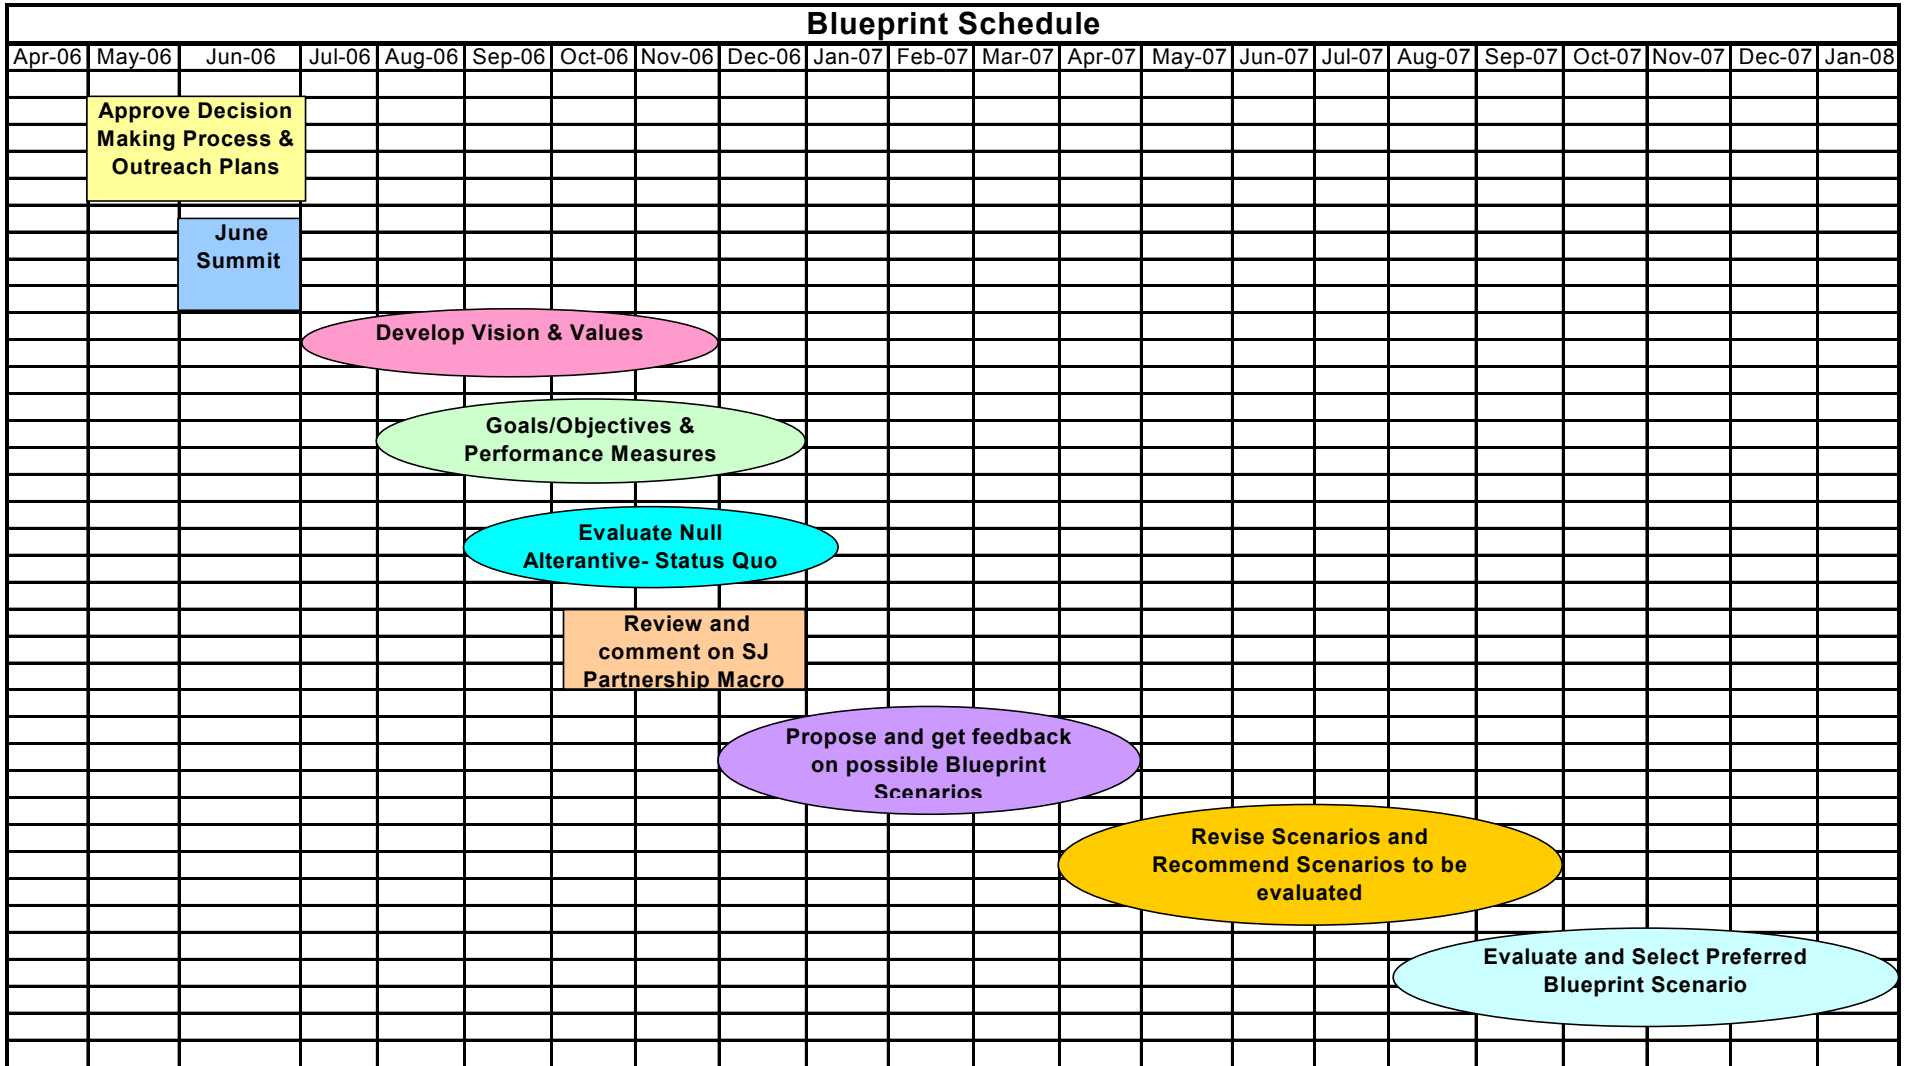 Blueprint Schedule
Apr-06 May-06 Jun-06 Jul-06 Aug-06 Sep-06 Oct-06 Nov-06 Dec-06 Jan-07 Feb-07 Mar-07 Apr-07 May-07 Jun-07 Jul-07 Aug-07 Sep-07 Oct-07 Nov-07 Dec-07 Jan-08
Approve Decision
Making Process &
Outreach Plans
June
Summit
Develop Vision & Values
Goals/Objectives &
Performance Measures
Evaluate Null
Alterantive- Status Quo
Review and
comment on SJ
Partnership Macro
Propose and get feedback
on possible Blueprint
Scenarios
Revise Scenarios and
Recommend Scenarios to be
evaluated
Evaluate and Select Preferred
Blueprint Scenario